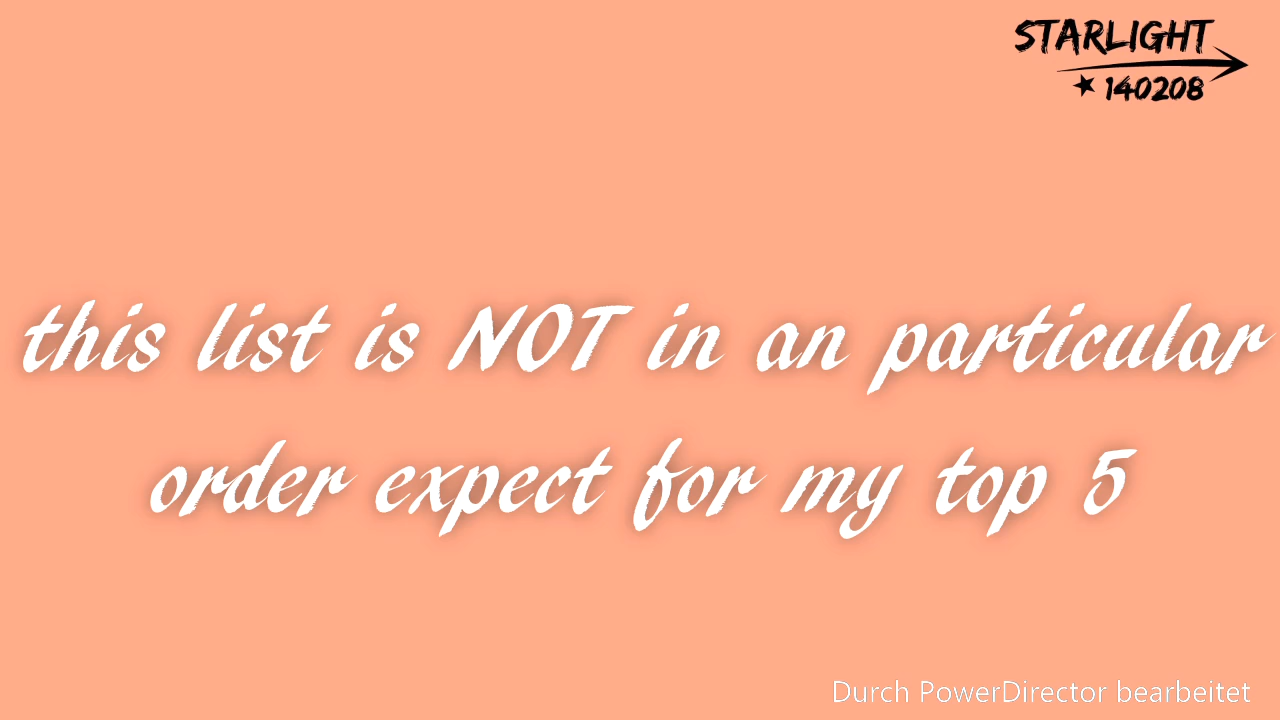 STARLIGHT
★ 140208
this list is NOT in an particular
order expect for my top 5
Durch PowerDirector bearbeitet